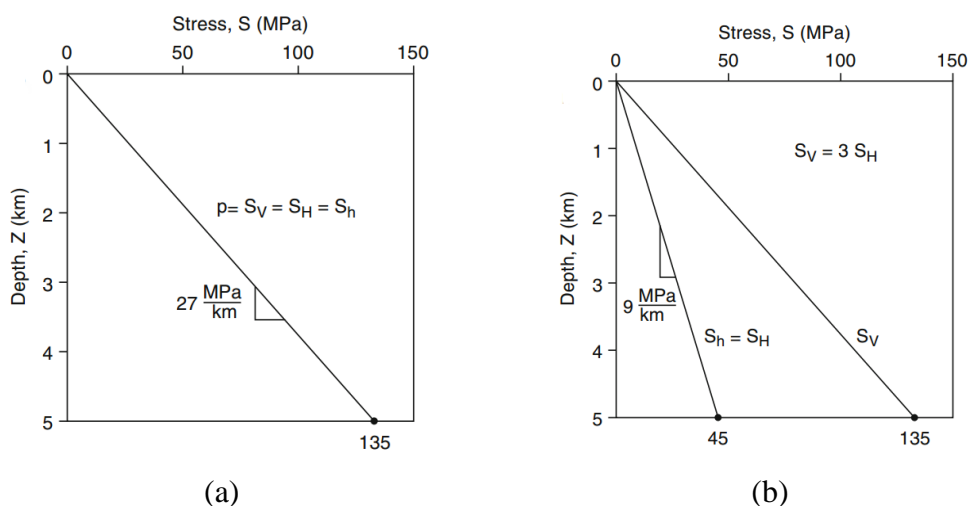 Stress, S (MPa)
0 50 100 150
0
1
2
3
4
5
Depth, Z (km)
p= S_V = S_H = S_h
27 MPa/km
135
(a)
Stress, S (MPa)
0 50 100 150
0
1
2
3
4
5
Depth, Z (km)
S_V = 3 S_H
9 MPa/km
S_h = S_H
S_V
45 135
(b)